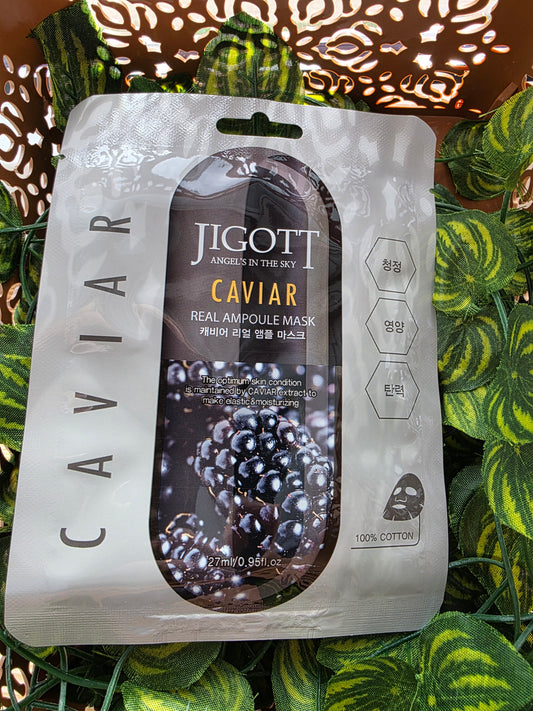 CAVIAR
JIGOTT
ANGEL'S IN THE SKY
CAVIAR
REAL AMPOULE MASK
캐비어 리얼 앰플 마스크
The optimum skin condition
is maintained by CAVIAR extract to
make elastic&moisturizing
27ml/0.95fl.oz
청정
영양
탄력
100% COTTON